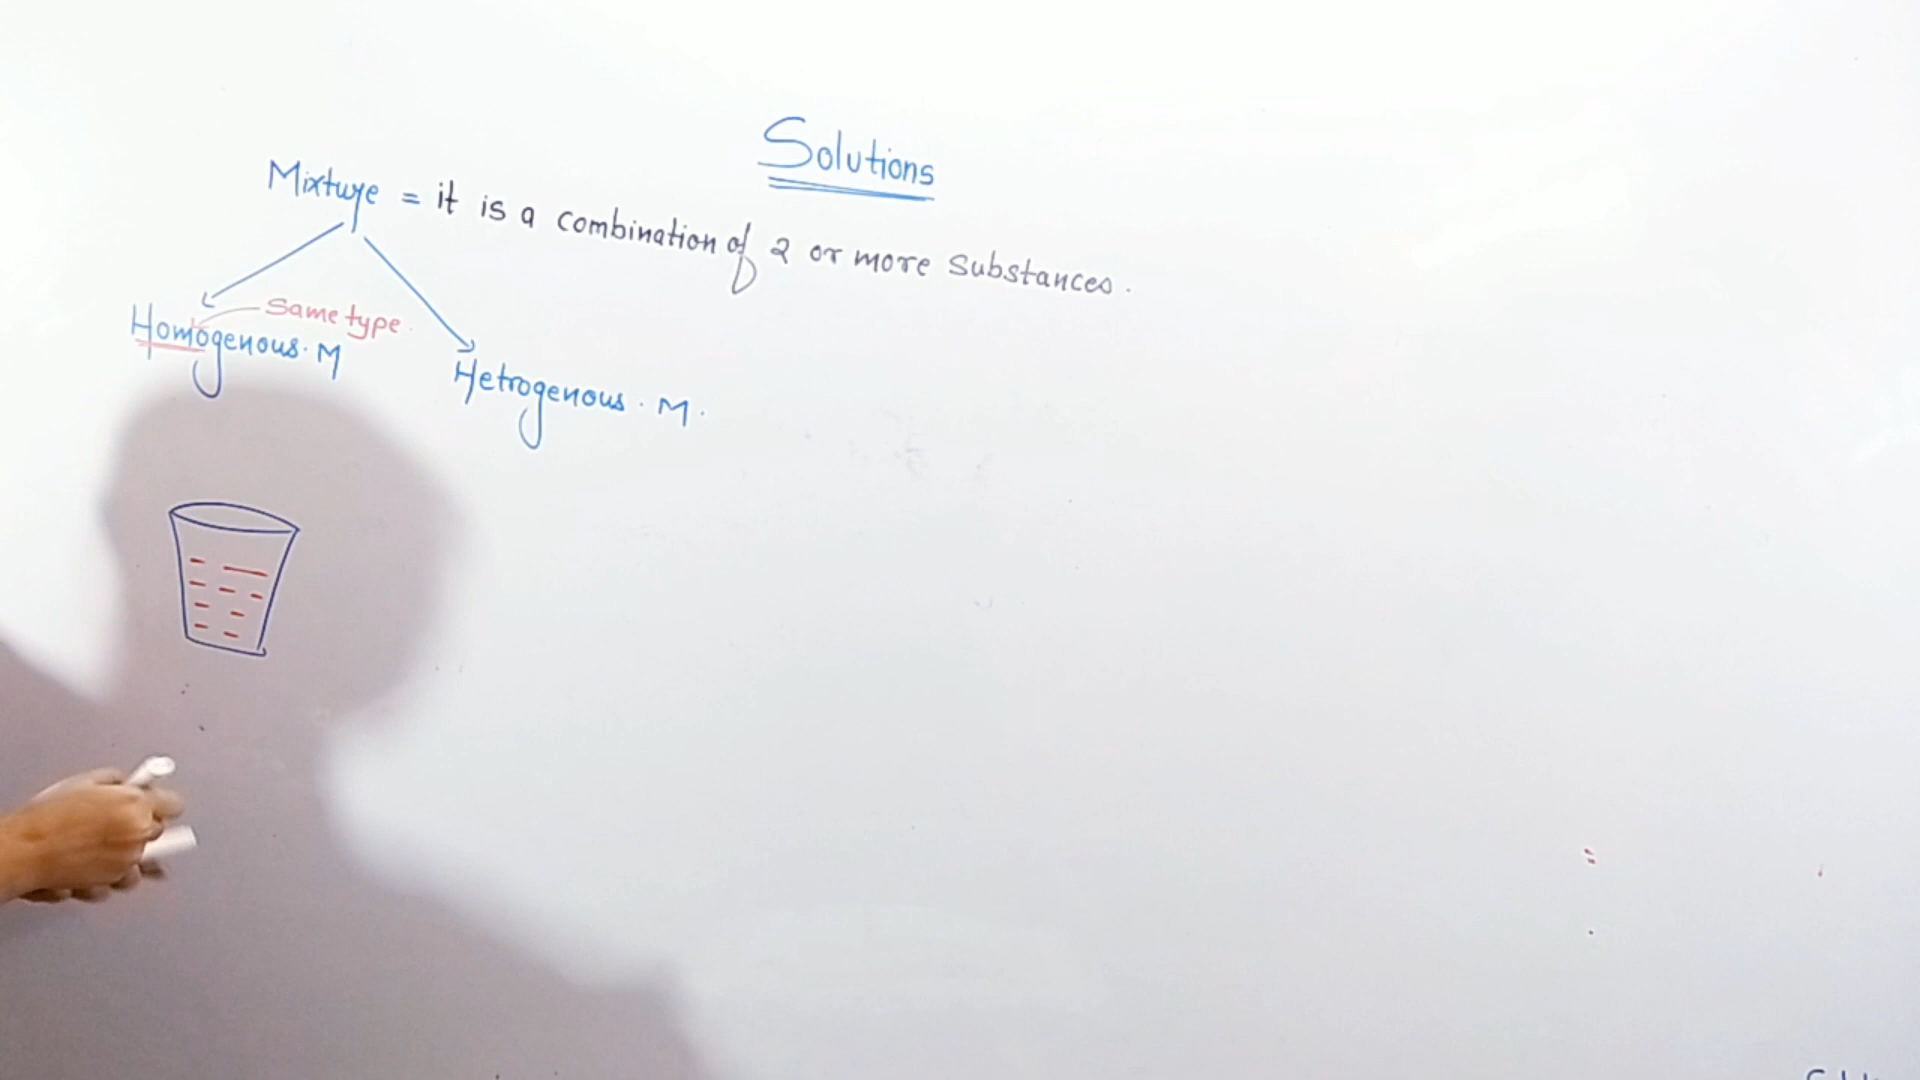 Solutions
Mixture = it is a combination of 2 or more Substances.
Same type.
Homogenous. M
Hetrogenous. M.